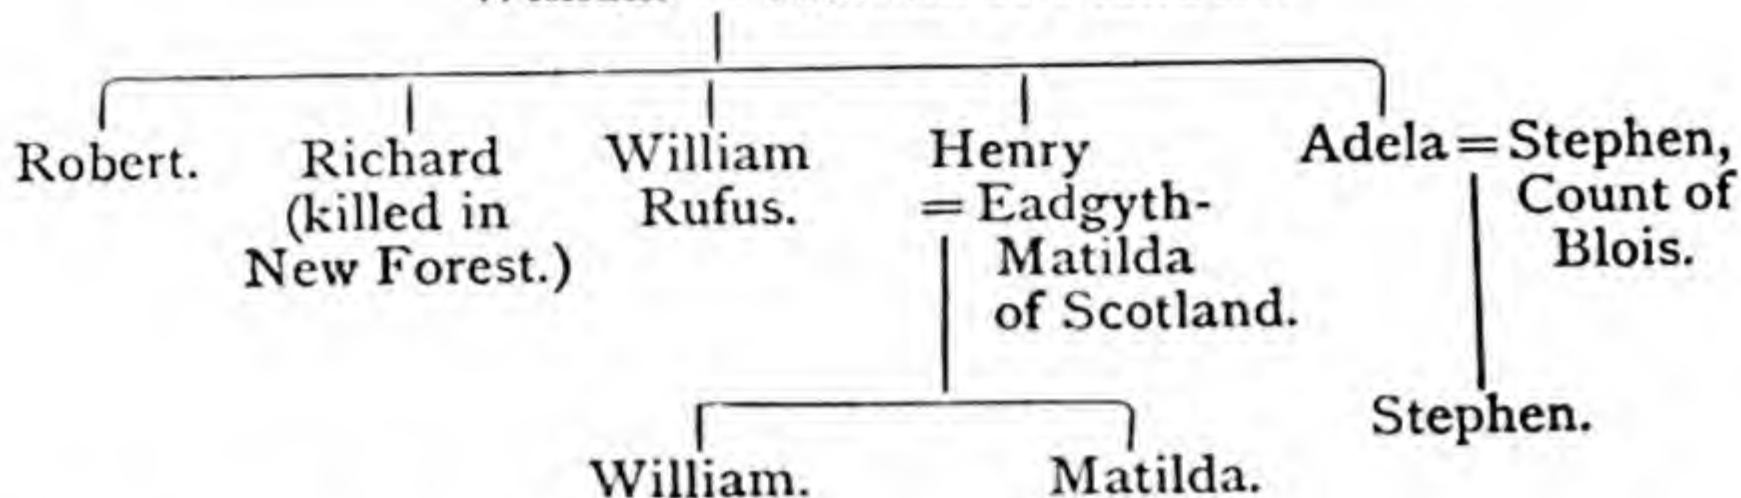 Robert.
Richard
(killed in
New Forest.)
William
Rufus.
Henry
= Eadgyth-
Matilda
of Scotland.
Adela = Stephen,
Count of
Blois.
William.
Matilda.
Stephen.